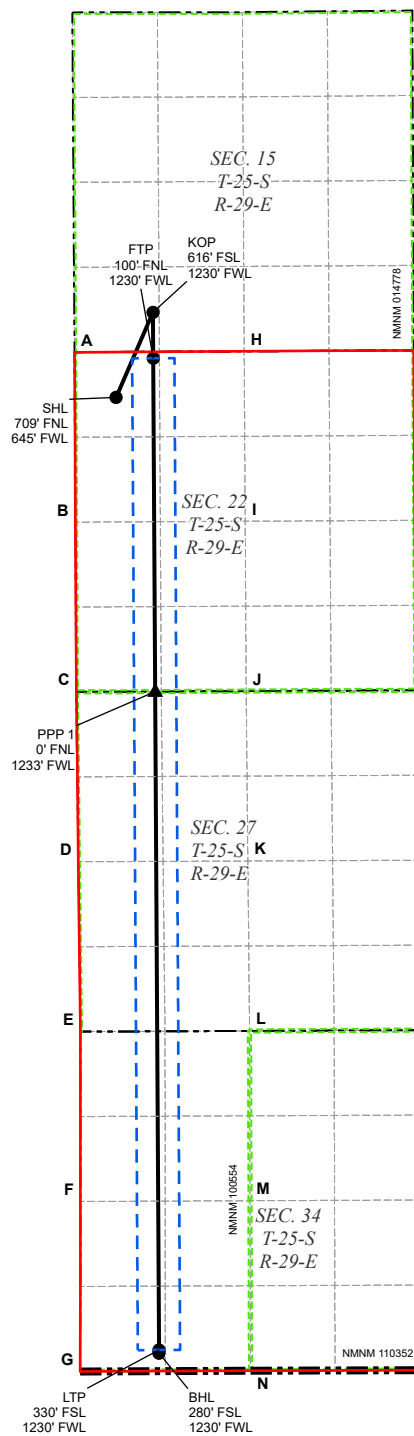 SEC. 15
T-25-S
R-29-E
NMNM 014778
FTP
100' FNL
1230' FWL
KOP
616' FSL
1230' FWL
A
H
SHL
709' FNL
645' FWL
B
SEC. 22
T-25-S
R-29-E
I
C
J
PPP 1
0' FNL
1233' FWL
D
SEC. 27
T-25-S
R-29-E
K
E
L
F
M
NMNM 100554
SEC. 34
T-25-S
R-29-E
NMNM 110352
G
N
LTP
330' FSL
1230' FWL
BHL
280' FSL
1230' FWL